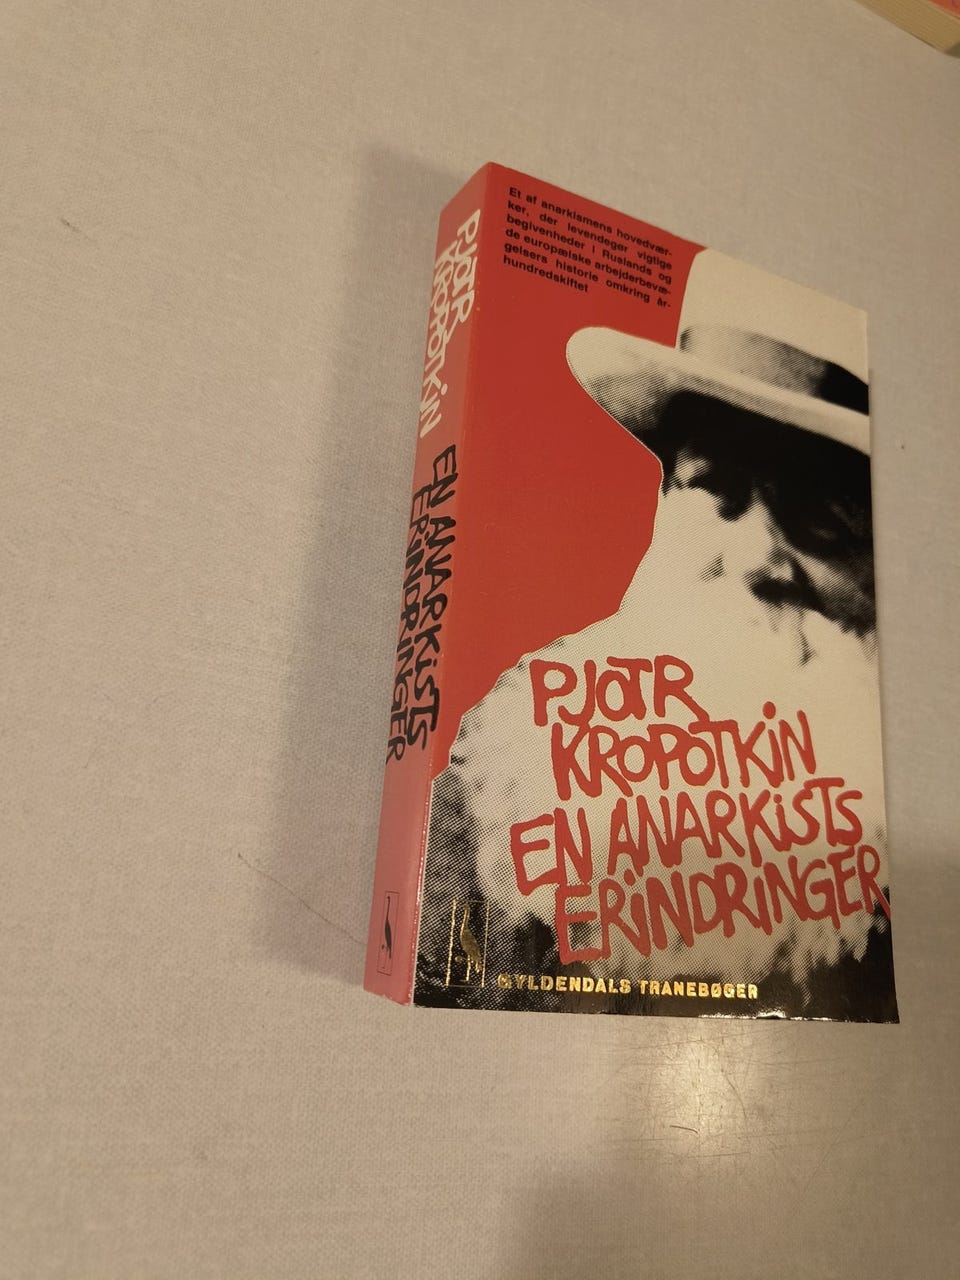 PJOTR
KROPOTKIN
EN ANARKISTS
ERINDRINGER
Et af anarkismens hovedvær-
ker, der levendegør vigtige
begivenheder i Ruslands og
de europæiske arbejderbevæ-
gelsers historie omkring år-
hundredskiftet
PJOTR
KROPOTKIN
EN ANARKISTS
ERINDRINGER
GYLDENDALS TRANEBØGER